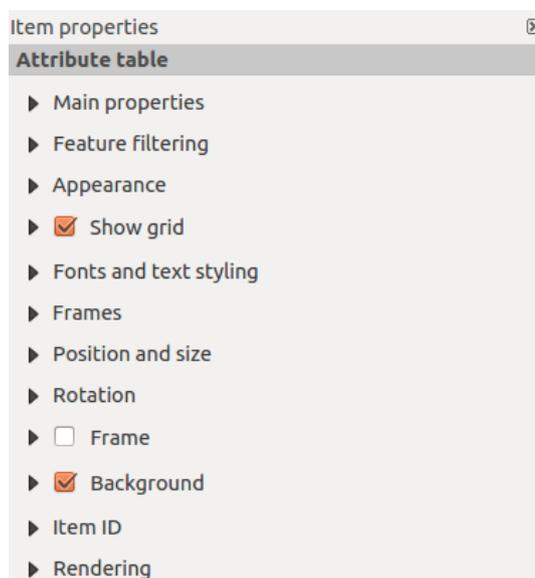 Item properties
Attribute table
Main properties
Feature filtering
Appearance
Show grid
Fonts and text styling
Frames
Position and size
Rotation
Frame
Background
Item ID
Rendering